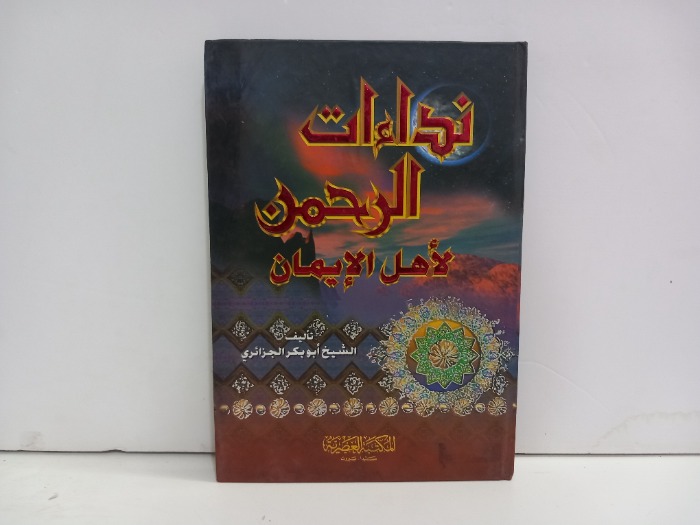 نداءات
الرحمن
لأهل الإيمان
تأليف
الشيخ أبو بكر الجزائري
المكتبة العصرية